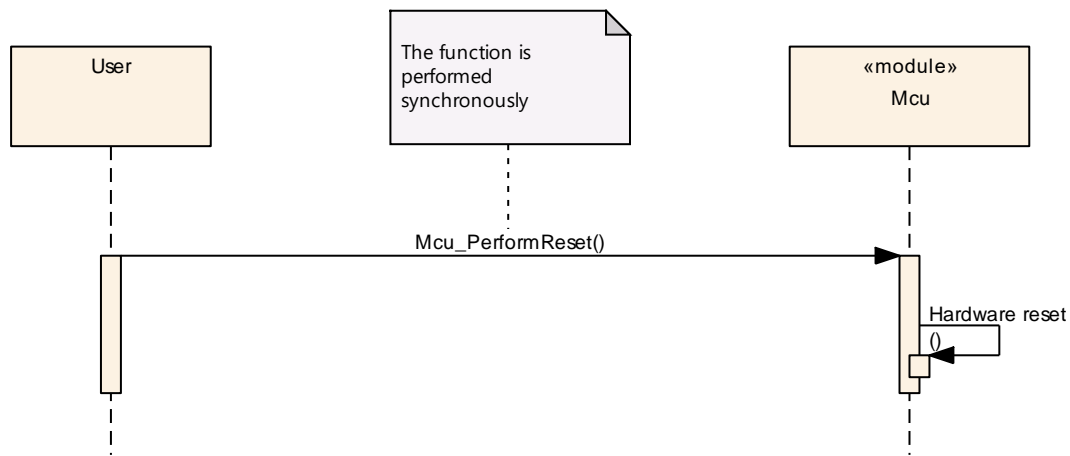 User
The function is
performed
synchronously
«module»
Mcu
Mcu_PerformReset()
Hardware reset
()